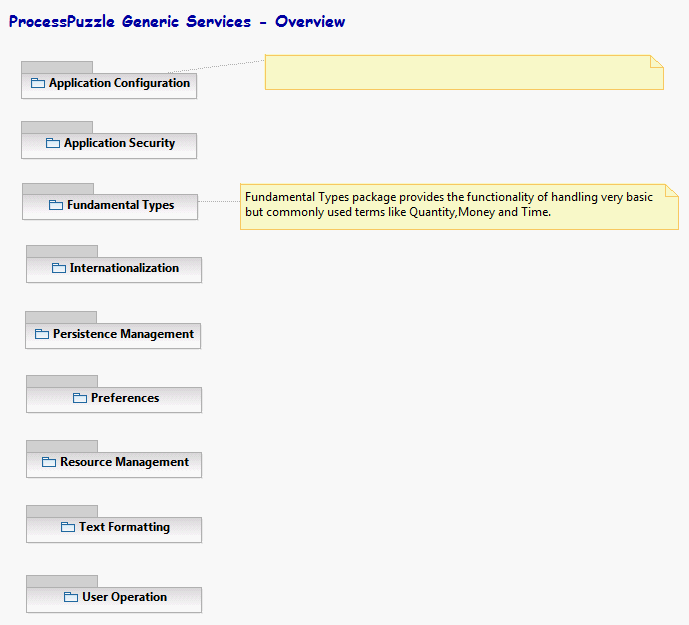 ProcessPuzzle Generic Services - Overview
Application Configuration
Application Security
Fundamental Types
Fundamental Types package provides the functionality of handling very basic
but commonly used terms like Quantity,Money and Time.
Internationalization
Persistence Management
Preferences
Resource Management
Text Formatting
User Operation